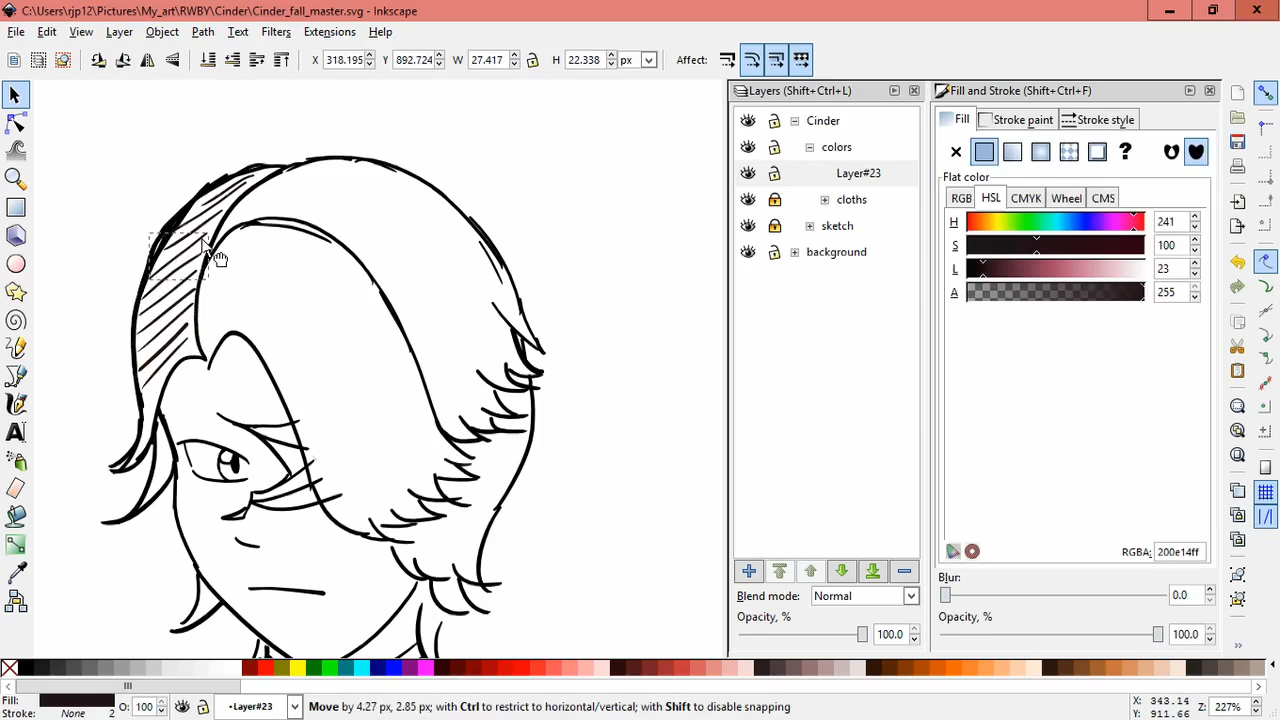 C:\Users\rjp12\Pictures\My_art\RWBY\Cinder\Cinder_fall_master.svg - Inkscape
File Edit View Layer Object Path Filters Text Extensions Help
X 318.195 Y 892.724 W 27.417 H 22.338 px Affect:
Layers (Shift+Ctrl+L)
Cinder
colors
Layer#23
cloths
sketch
background
Blend mode: Normal
Opacity, % 
100.0
Fill and Stroke (Shift+Ctrl+F)
Fill Stroke paint Stroke style
?
Flat color
RGB HSL CMYK Wheel CMS
H 241
S 100
L 23
A 255
RGBA: 200e14ff
Blur:
0.0
Opacity, %
100.0
Fill:
Stroke: None 2
O: 100
•Layer#23
Move by 4.27 px, 2.85 px; with Ctrl to restrict to horizontal/vertical; with Shift to disable snapping
X: 343.14
Y: 911.66
Z: 227%